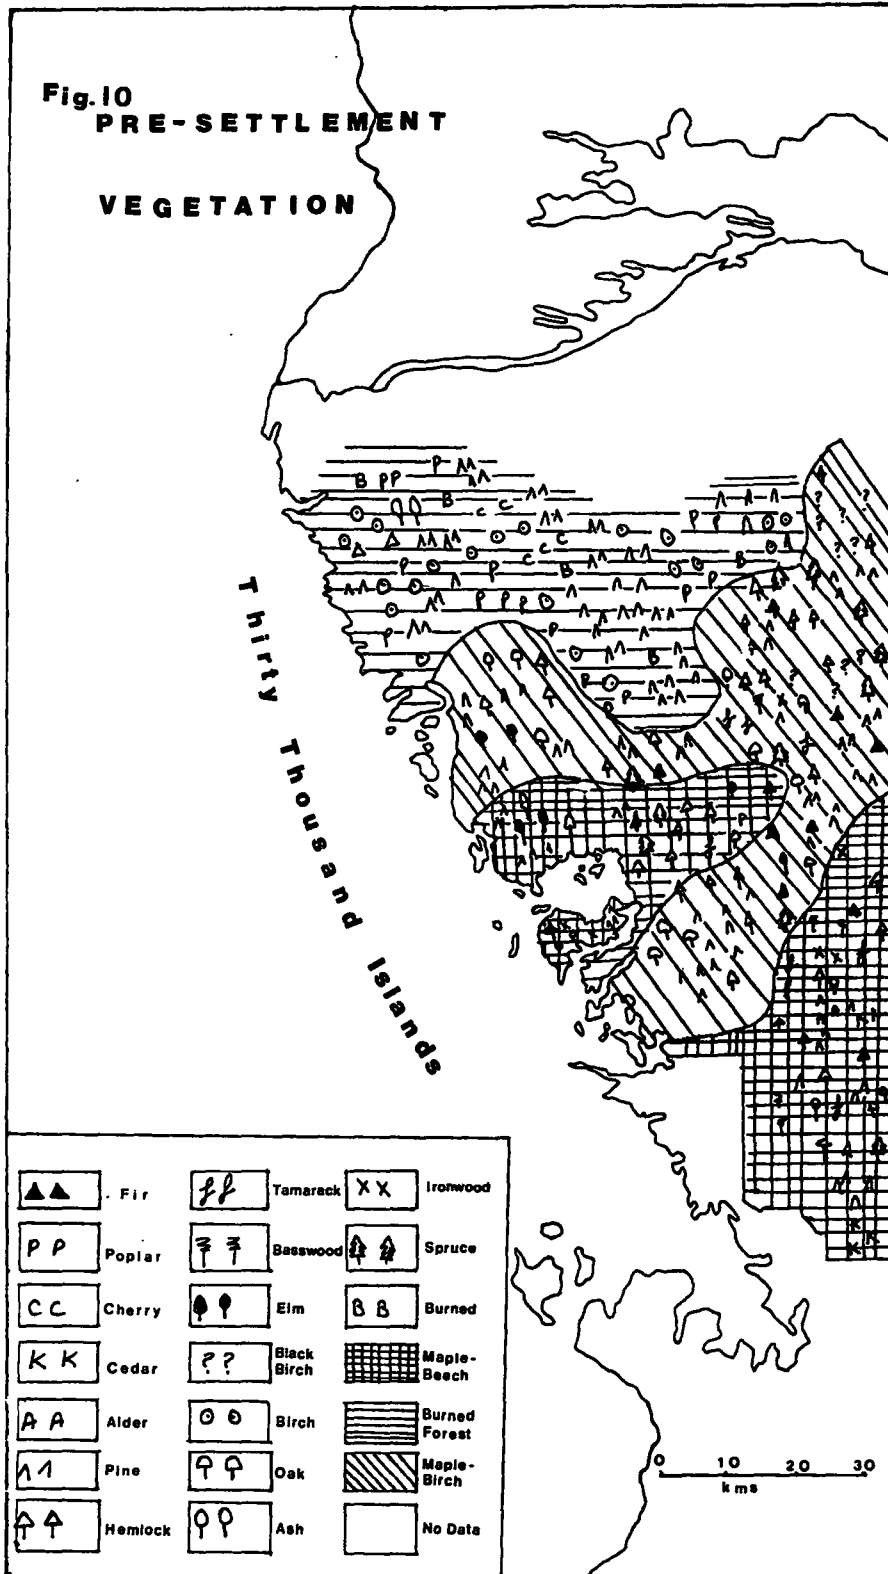 Fig.10
PRE-SETTLEMENT
VEGETATION
Thirty Thousand Islands
Fir
Poplar
Cherry
Cedar
Alder
Pine
Hemlock
Tamarack
Basswood
Elm
Black
Birch
Birch
Oak
Ash
Ironwood
Spruce
Burned
Maple-
Beech
Burned
Forest
Maple-
Birch
No Data
0 10 20 30
kms